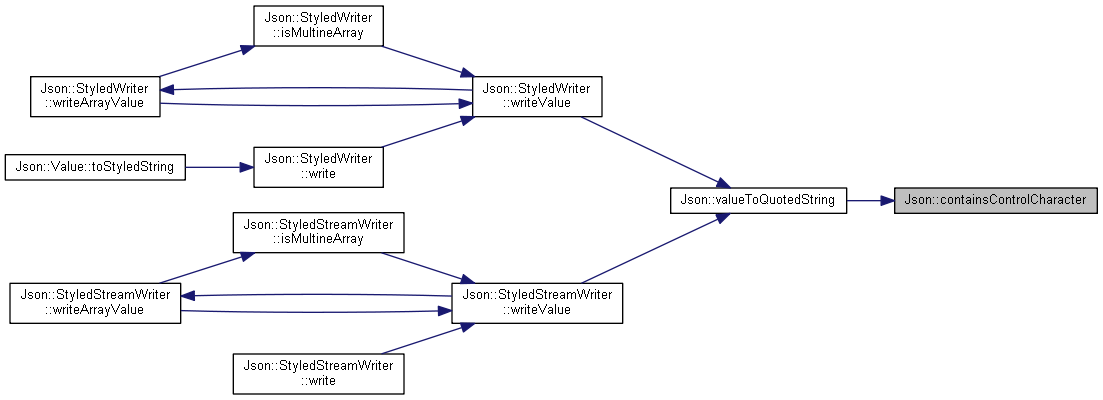 Json::StyledWriter
::isMultineArray
Json::StyledWriter
::writeArrayValue
Json::StyledWriter
::writeValue
Json::Value::toStyledString
Json::StyledWriter
::write
Json::valueToQuotedString
Json::containsControlCharacter
Json::StyledStreamWriter
::isMultineArray
Json::StyledStreamWriter
::writeArrayValue
Json::StyledStreamWriter
::writeValue
Json::StyledStreamWriter
::write